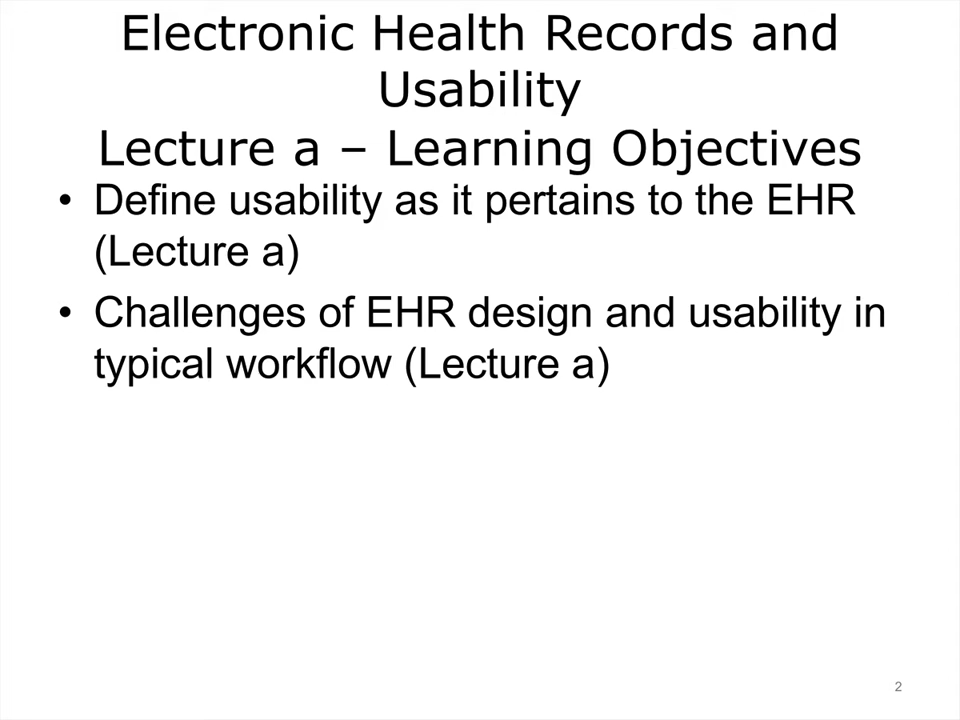 Electronic Health Records and
Usability
Lecture a – Learning Objectives
• Define usability as it pertains to the EHR
(Lecture a)
• Challenges of EHR design and usability in
typical workflow (Lecture a)
2